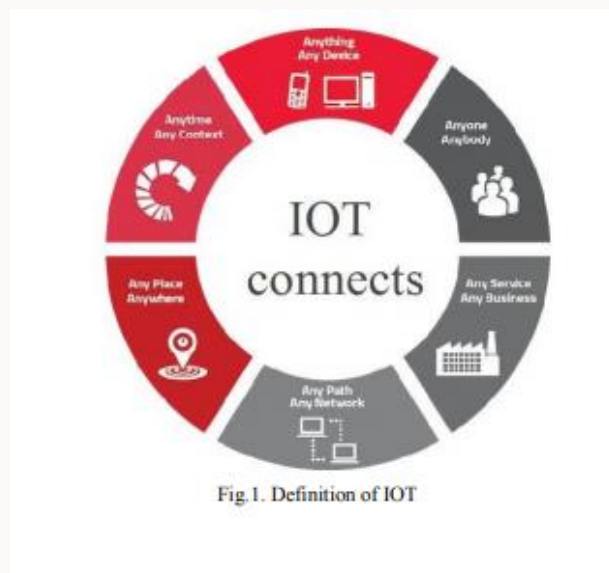 Anything
Any Device
Anyone
Anybody
Any Service
Any Business
Any Path
Any Network
Any Place
Anywhere
Anytime
Any Context
IOT
connects
Fig.1. Definition of IOT